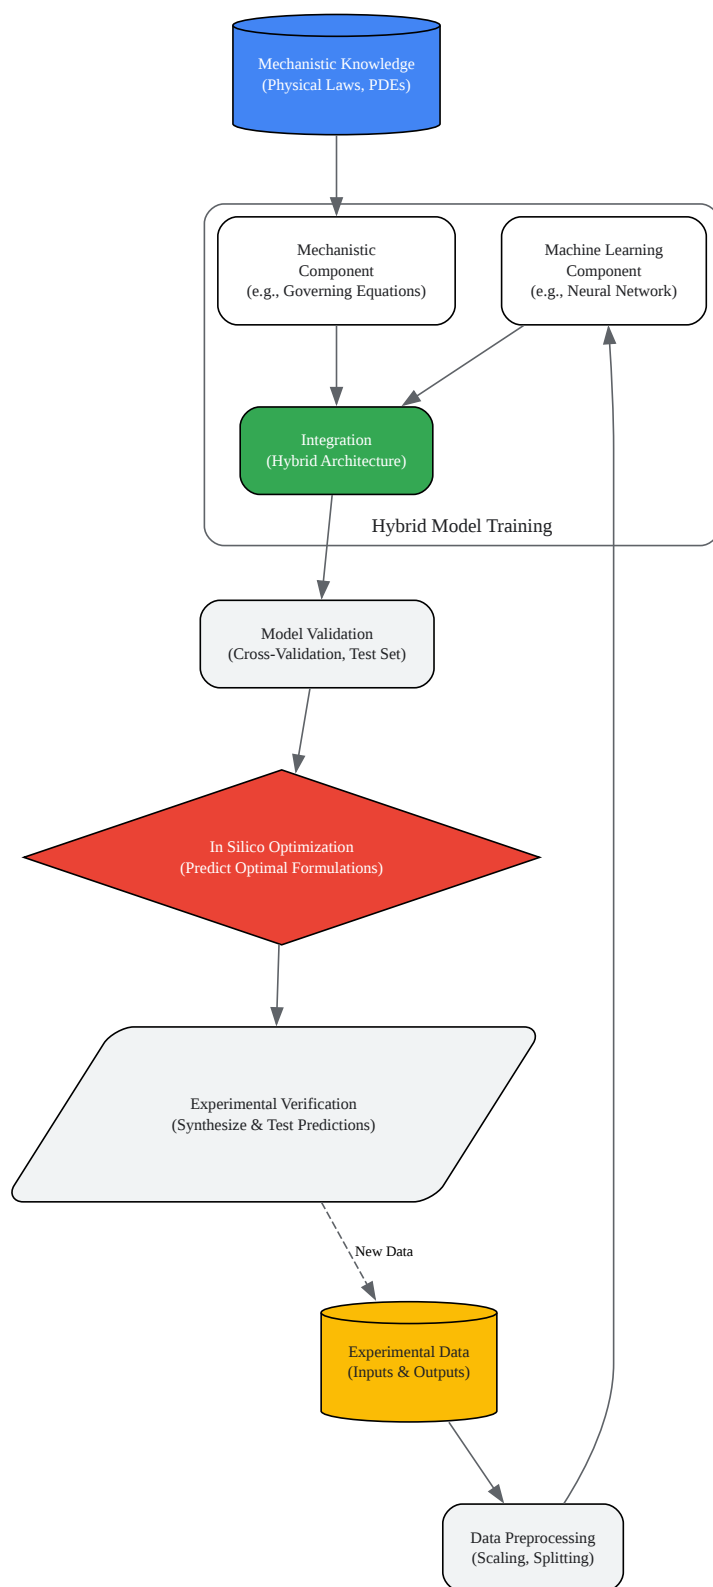 Mechanistic Knowledge
(Physical Laws, PDEs)
Mechanistic
Component
(e.g., Governing Equations)
Machine Learning
Component
(e.g., Neural Network)
Integration
(Hybrid Architecture)
Hybrid Model Training
Model Validation
(Cross-Validation, Test Set)
In Silico Optimization
(Predict Optimal Formulations)
Experimental Verification
(Synthesize & Test Predictions)
New Data
Experimental Data
(Inputs & Outputs)
Data Preprocessing
(Scaling, Splitting)